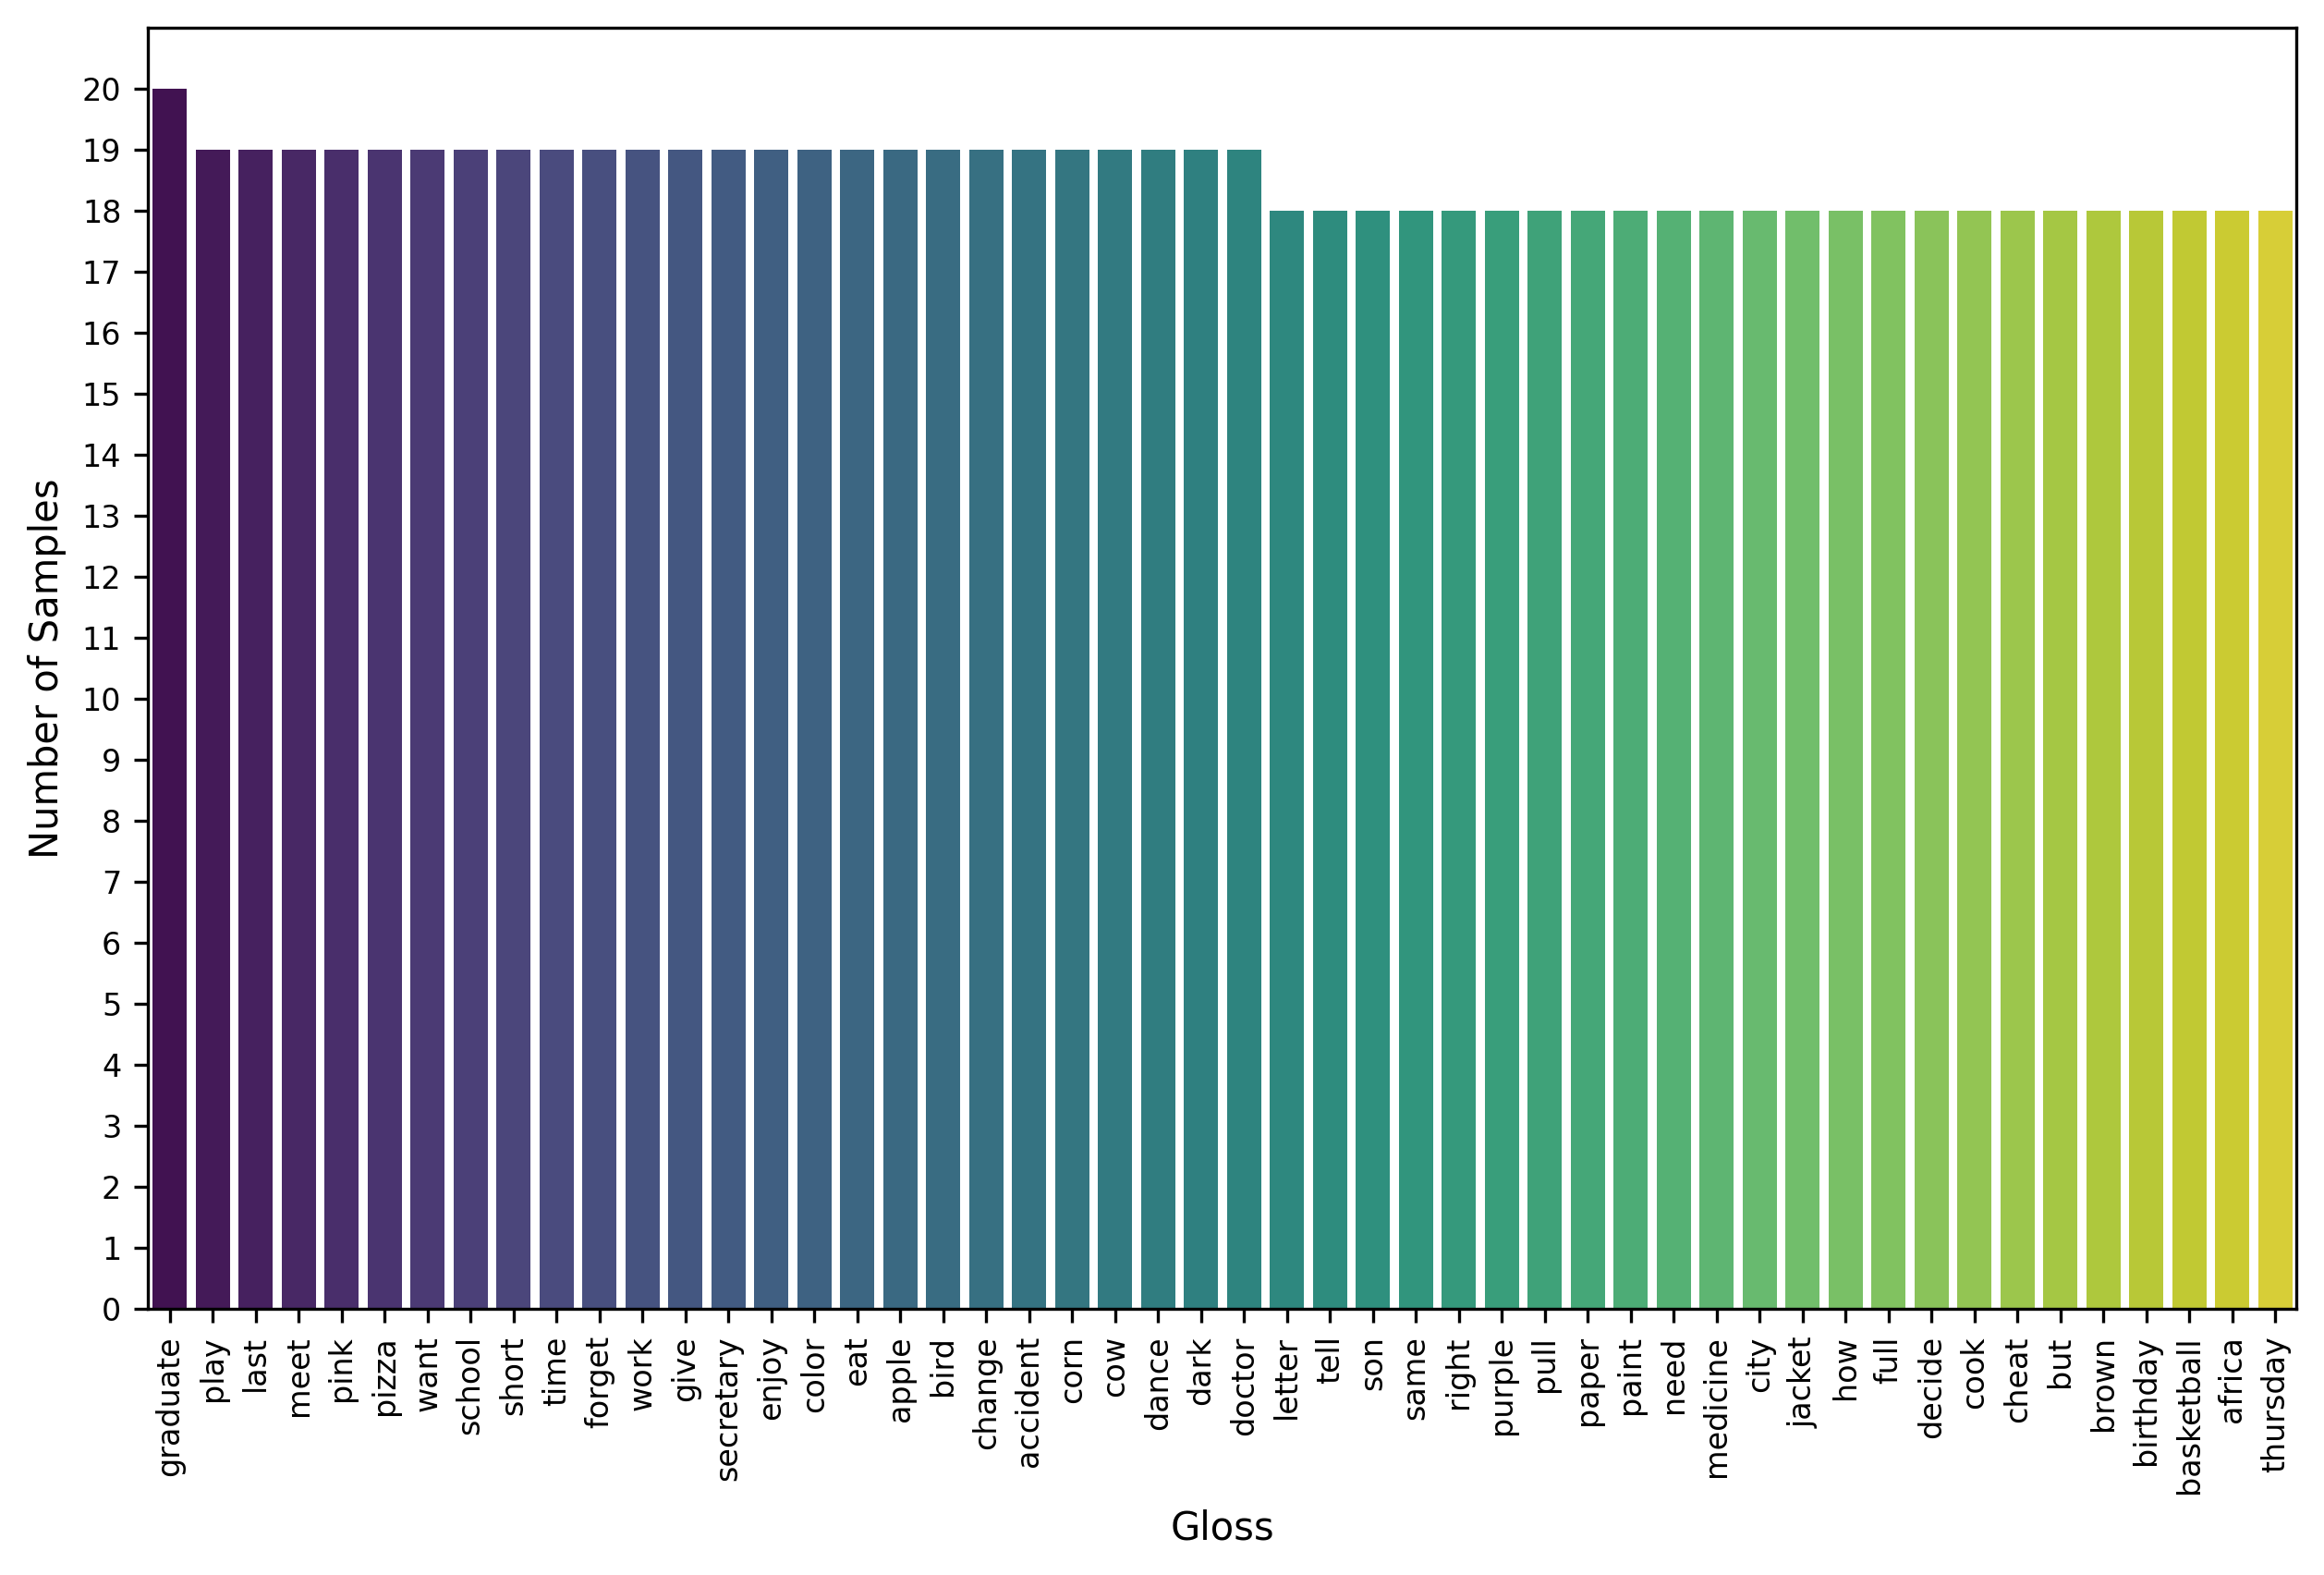 Number of Samples
20
19
18
17
16
15
14
13
12
11
10
9
8
7
6
5
4
3
2
1
0
graduate
play
last
meet
pink
pizza
want
school
short
time
forget
work
give
secretary
enjoy
color
eat
apple
bird
change
accident
corn
cow
dance
dark
doctor
letter
tell
son
same
right
purple
pull
paper
paint
need
medicine
city
jacket
how
full
decide
cook
cheat
but
brown
birthday
basketball
africa
thursday
Gloss